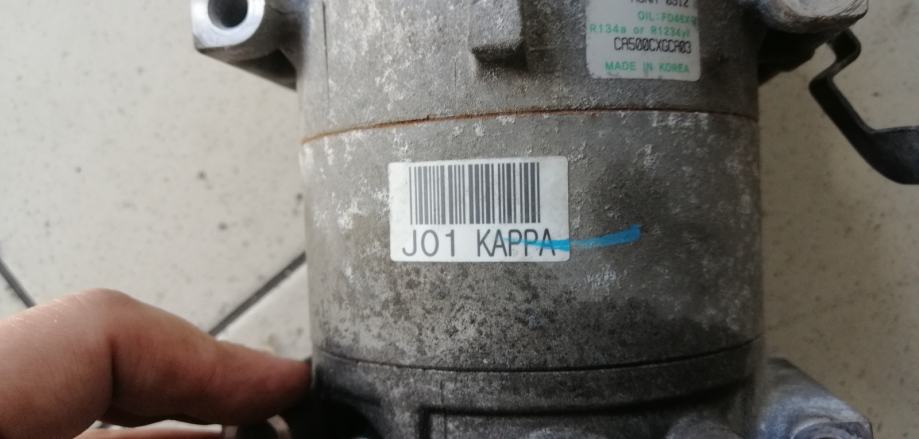 OIL:FD46XG
R134a or R1234yf
CA500CXGCA03
MADE IN KOREA
J01 KAPPA